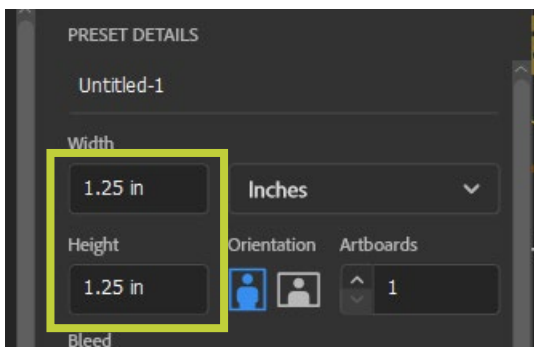 PRESET DETAILS
Untitled-1
Width
1.25 in Inches
Height Orientation Artboards
1.25 in 1
Bleed